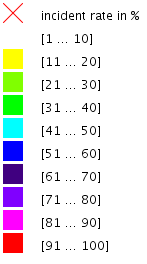 incident rate in %
[1 ... 10]
[11 ... 20]
[21 ... 30]
[31 ... 40]
[41 ... 50]
[51 ... 60]
[61 ... 70]
[71 ... 80]
[81 ... 90]
[91 ... 100]